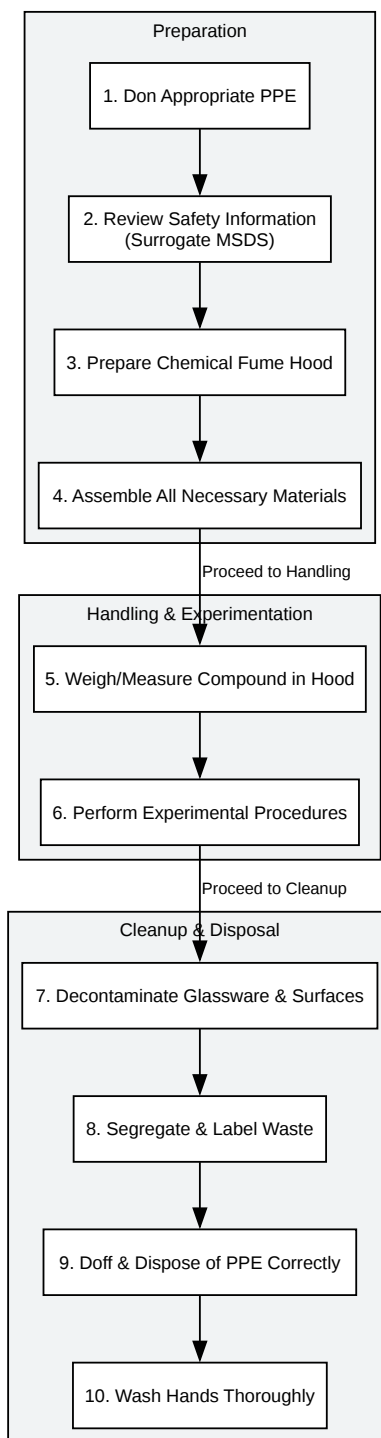 Preparation
1. Don Appropriate PPE
2. Review Safety Information
(Surrogate MSDS)
3. Prepare Chemical Fume Hood
4. Assemble All Necessary Materials
Proceed to Handling
Handling & Experimentation
5. Weigh/Measure Compound in Hood
6. Perform Experimental Procedures
Proceed to Cleanup
Cleanup & Disposal
7. Decontaminate Glassware & Surfaces
8. Segregate & Label Waste
9. Doff & Dispose of PPE Correctly
10. Wash Hands Thoroughly